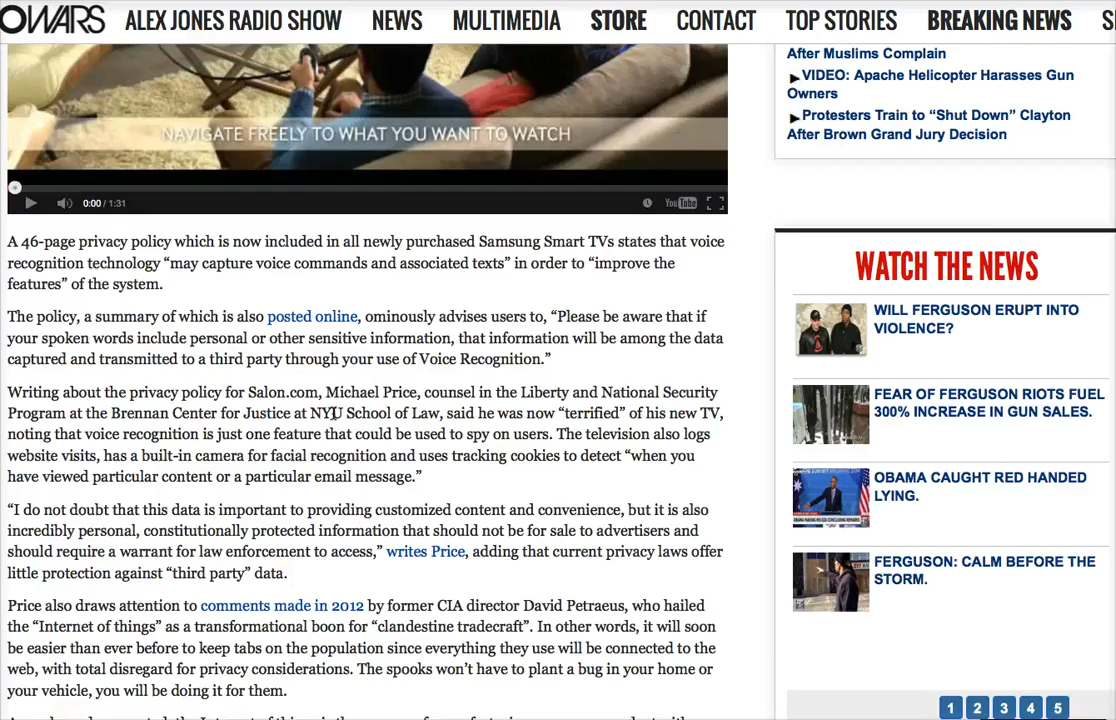 OWARS ALEX JONES RADIO SHOW NEWS MULTIMEDIA STORE CONTACT TOP STORIES BREAKING NEWS
NAVIGATE FREELY TO WHAT YOU WANT TO WATCH
0:00 / 1:31
YouTube
A 46-page privacy policy which is now included in all newly purchased Samsung Smart TVs states that voice
recognition technology “may capture voice commands and associated texts” in order to “improve the
features” of the system.
The policy, a summary of which is also posted online, ominously advises users to, “Please be aware that if
your spoken words include personal or other sensitive information, that information will be among the data
captured and transmitted to a third party through your use of Voice Recognition.”
Writing about the privacy policy for Salon.com, Michael Price, counsel in the Liberty and National Security
Program at the Brennan Center for Justice at NYU School of Law, said he was now “terrified” of his new TV,
noting that voice recognition is just one feature that could be used to spy on users. The television also logs
website visits, has a built-in camera for facial recognition and uses tracking cookies to detect “when you
have viewed particular content or a particular email message.”
“I do not doubt that this data is important to providing customized content and convenience, but it is also
incredibly personal, constitutionally protected information that should not be for sale to advertisers and
should require a warrant for law enforcement to access,” writes Price, adding that current privacy laws offer
little protection against “third party” data.
Price also draws attention to comments made in 2012 by former CIA director David Petraeus, who hailed
the “Internet of things” as a transformational boon for “clandestine tradecraft”. In other words, it will soon
be easier than ever before to keep tabs on the population since everything they use will be connected to the
web, with total disregard for privacy considerations. The spooks won’t have to plant a bug in your home or
your vehicle, you will be doing it for them.
After Muslims Complain
▶VIDEO: Apache Helicopter Harasses Gun
Owners
▶Protesters Train to “Shut Down” Clayton
After Brown Grand Jury Decision
WATCH THE NEWS
WILL FERGUSON ERUPT INTO
VIOLENCE?
FEAR OF FERGUSON RIOTS FUEL
300% INCREASE IN GUN SALES.
OBAMA CAUGHT RED HANDED
LYING.
FERGUSON: CALM BEFORE THE
STORM.
1 2 3 4 5